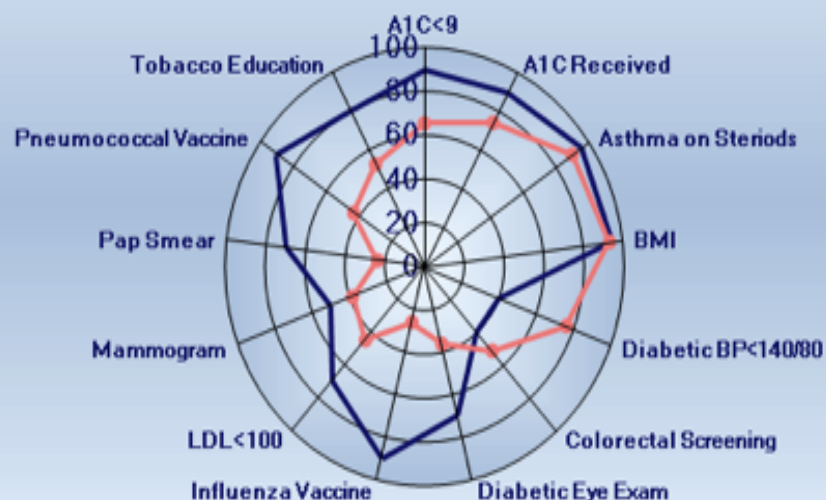 A1C<9
100
Tobacco Education
A1C Received
80
Pneumococcal Vaccine
60
Asthma on Steriods
40
20
Pap Smear
0
BMI
Mammogram
Diabetic BP<140/80
LDL<100
Colorectal Screening
Influenza Vaccine
Diabetic Eye Exam